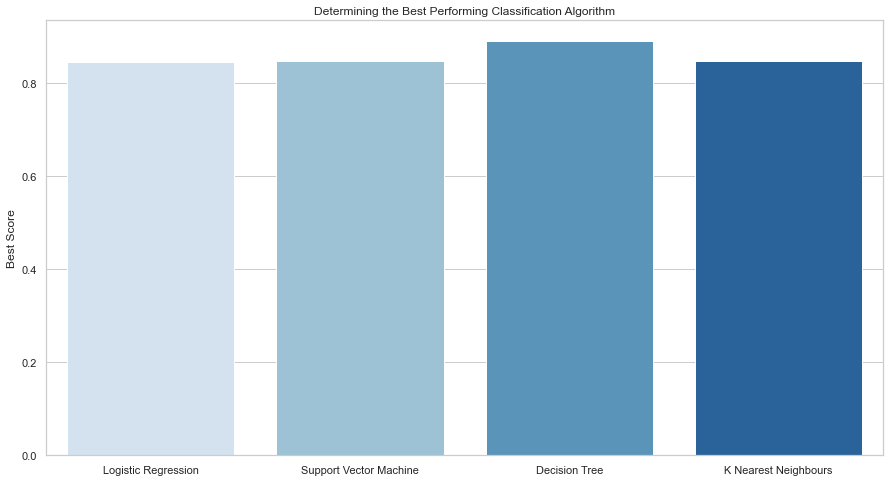 Determining the Best Performing Classification Algorithm
Best Score
0.8
0.6
0.4
0.2
0.0
Logistic Regression
Support Vector Machine
Decision Tree
K Nearest Neighbours